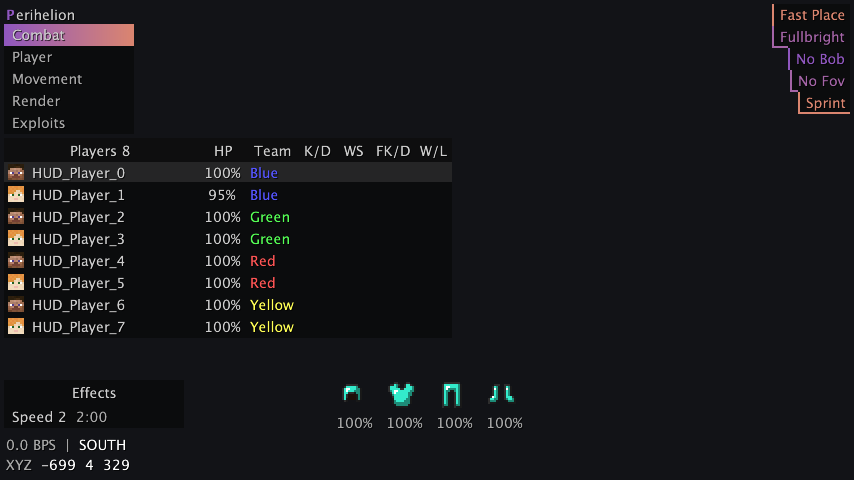 Perihelion
Combat
Player
Movement
Render
Exploits
Fast Place
Fullbright
No Bob
No Fov
Sprint
Players 8 HP Team K/D WS FK/D W/L
HUD_Player_0 100% Blue
HUD_Player_1 95% Blue
HUD_Player_2 100% Green
HUD_Player_3 100% Green
HUD_Player_4 100% Red
HUD_Player_5 100% Red
HUD_Player_6 100% Yellow
HUD_Player_7 100% Yellow
Effects
Speed 2 2:00
100% 100% 100% 100%
0.0 BPS | SOUTH
XYZ -699 4 329